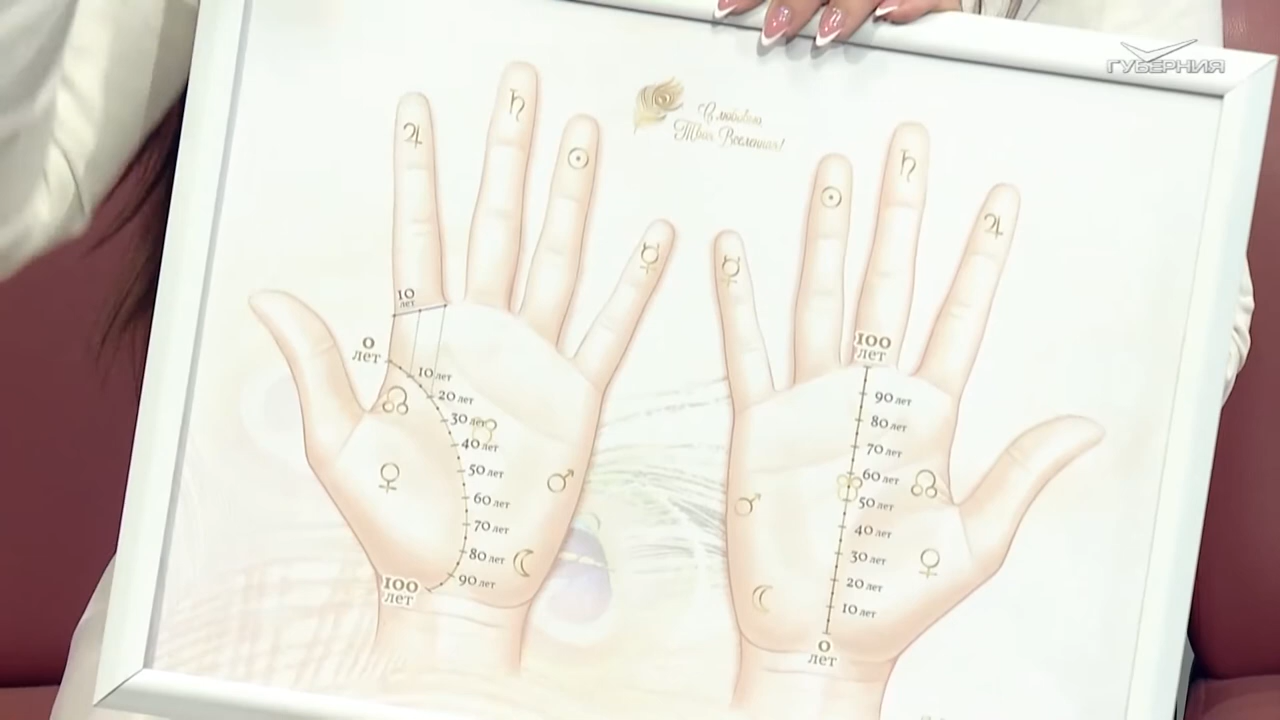 ГУБЕРНИЯ
С любовью
Твоя Вселенная!
10
лет
0
лет
10 лет
20 лет
30 лет
40 лет
50 лет
60 лет
70 лет
80 лет
90 лет
100
лет
100
лет
90 лет
80 лет
70 лет
60 лет
50 лет
40 лет
30 лет
20 лет
10 лет
0
лет